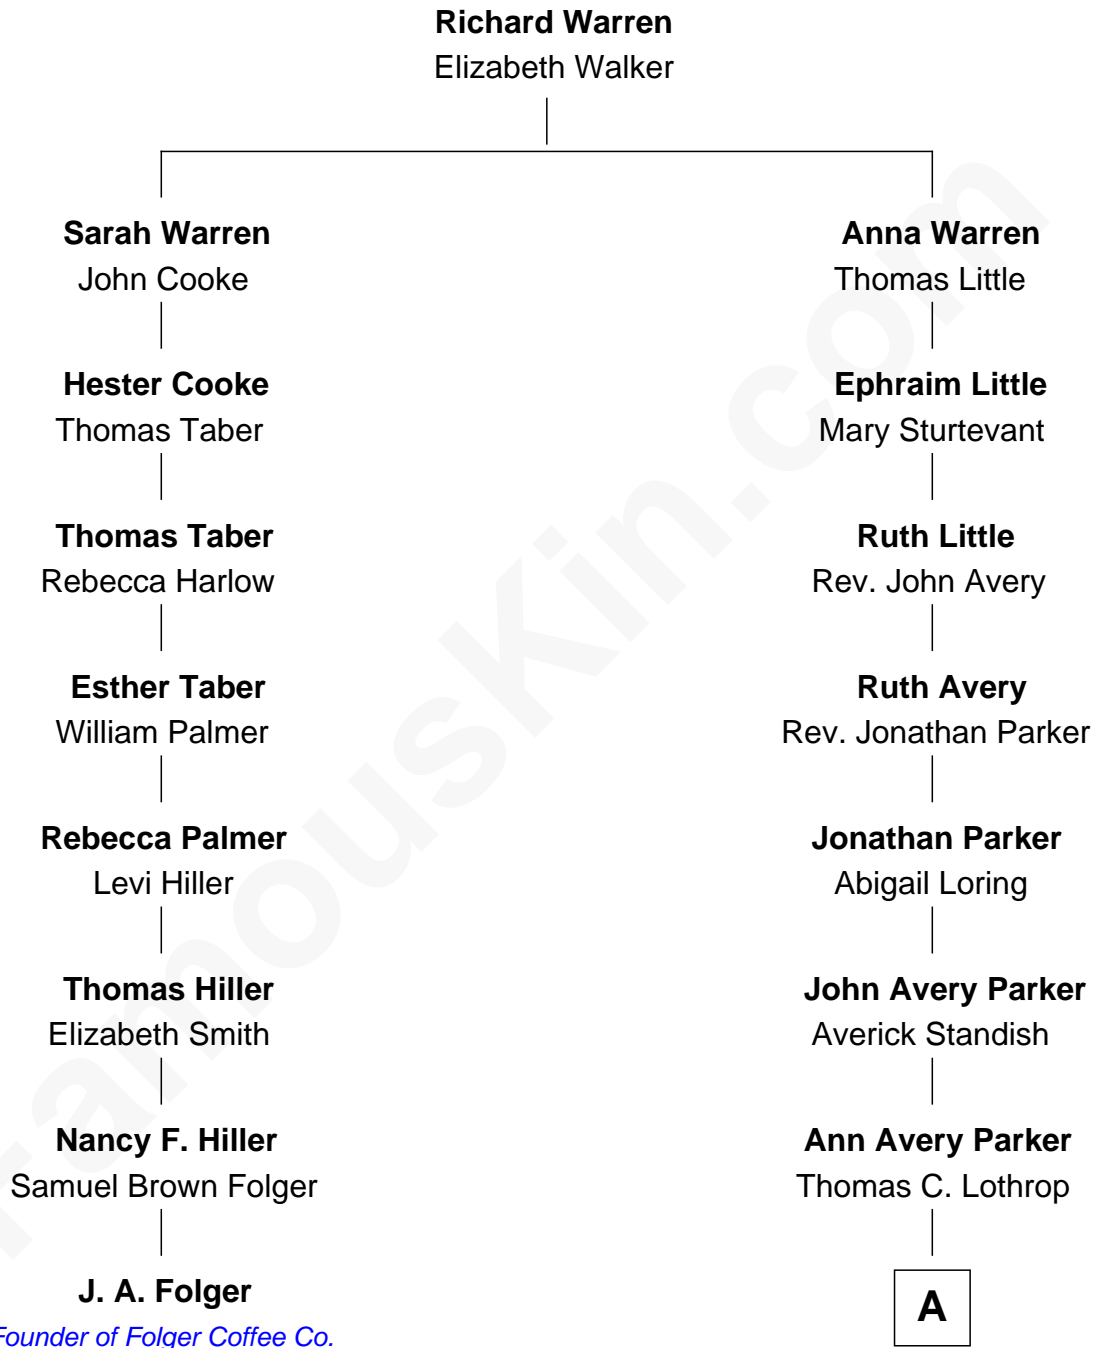 Richard Warren
Elizabeth Walker
Sarah Warren
John Cooke
Anna Warren
Thomas Little
Hester Cooke
Thomas Taber
Ephraim Little
Mary Sturtevant
Thomas Taber
Rebecca Harlow
Ruth Little
Rev. John Avery
Esther Taber
William Palmer
Ruth Avery
Rev. Jonathan Parker
Rebecca Palmer
Levi Hiller
Jonathan Parker
Abigail Loring
Thomas Hiller
Elizabeth Smith
John Avery Parker
Averick Standish
Nancy F. Hiller
Samuel Brown Folger
Ann Avery Parker
Thomas C. Lothrop
J. A. Folger
Founder of Folger Coffee Co.
A
FamousKin.com